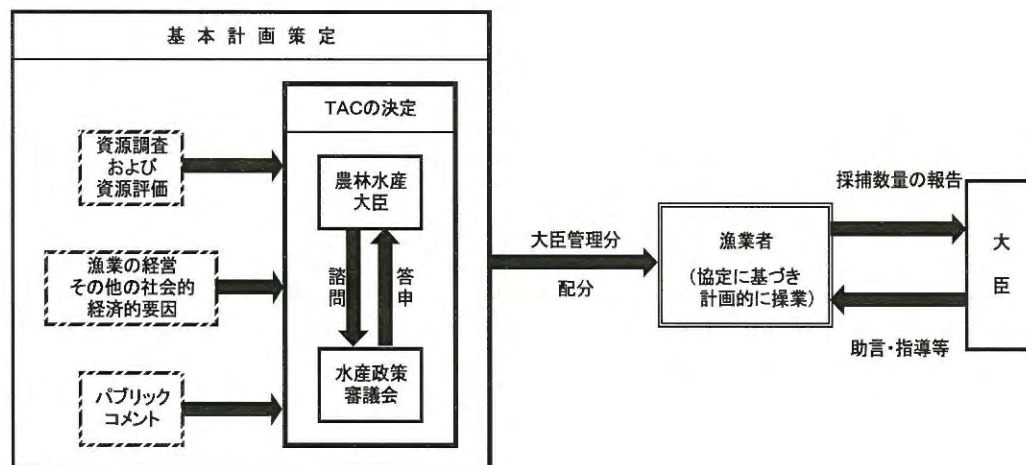 基本計画策定
TACの決定
資源調査
および
資源評価
漁業の経営
その他の社会的
経済的要因
パブリック
コメント
農林水産
大臣
諮問
答申
水産政策
審議会
大臣管理分
配分
漁業者
(協定に基づき
計画的に操業)
採捕数量の報告
助言・指導等
大臣